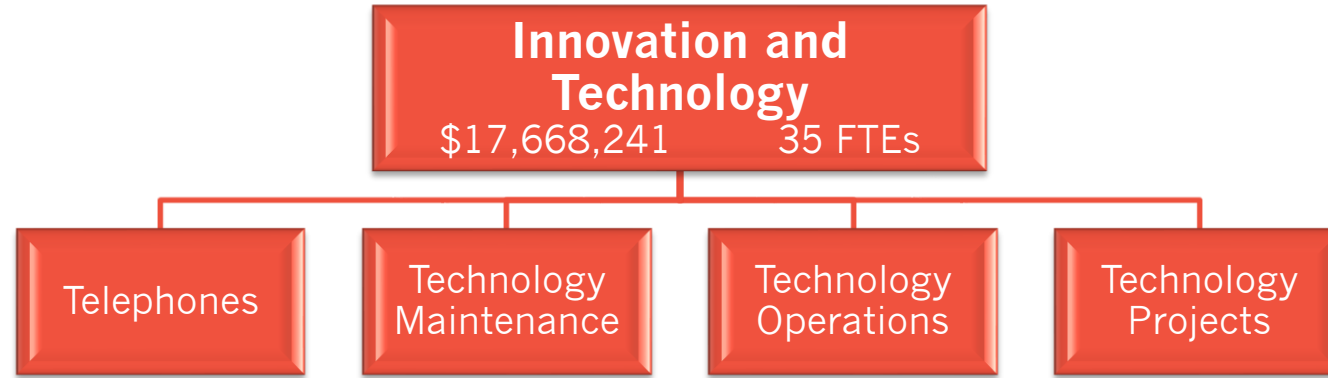 Innovation and
Technology
$17,668,241 35 FTEs
Telephones
Technology
Maintenance
Technology
Operations
Technology
Projects